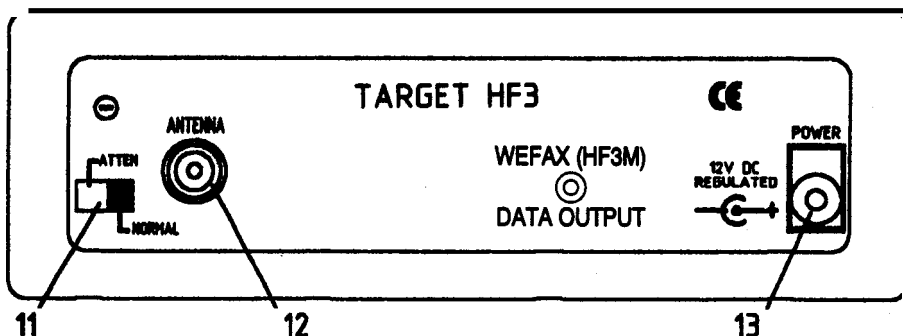 TARGET HF3
CE
ANTENNA
POWER
ATTEN
WEFAX (HF3M)
12V DC
REGULATED
DATA OUTPUT
NORMAL
11
12
13